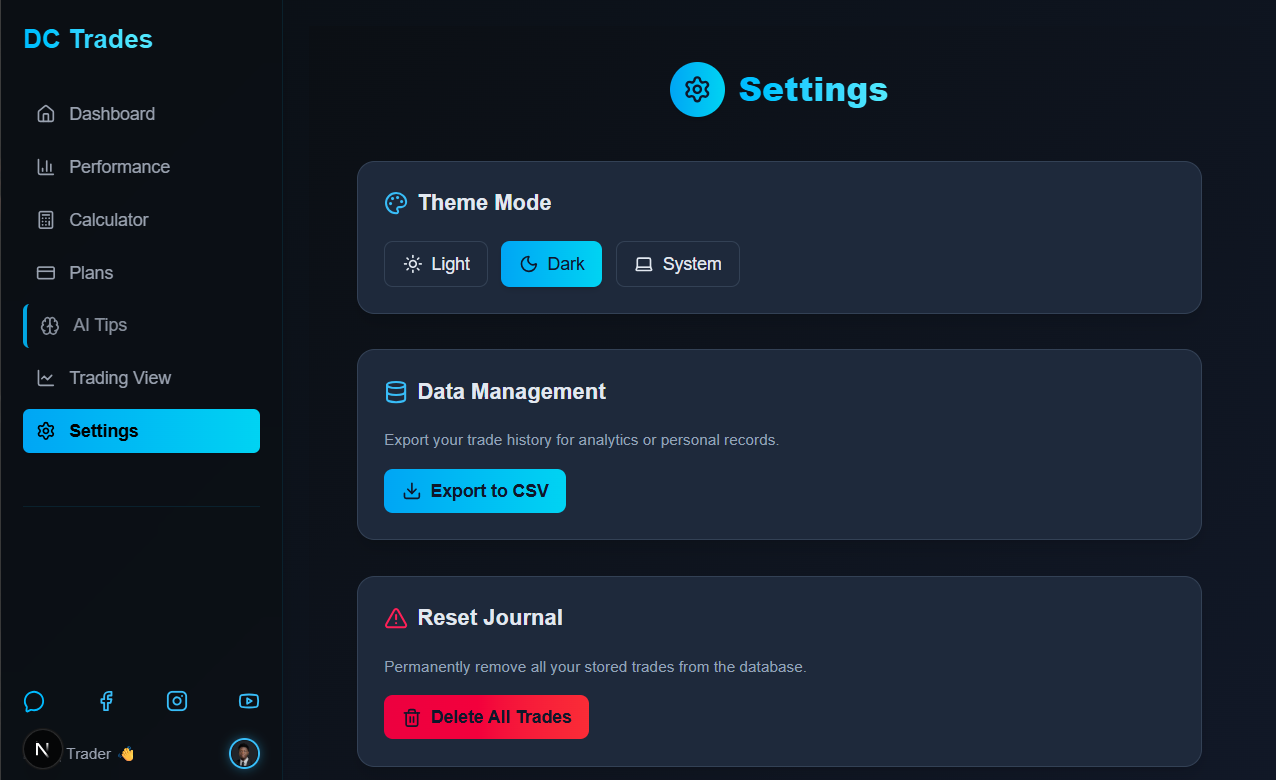 DC Trades
Dashboard
Performance
Calculator
Plans
AI Tips
Trading View
Settings
N
Trader 👋
Settings
Theme Mode
Light
Dark
System
Data Management
Export your trade history for analytics or personal records.
Export to CSV
Reset Journal
Permanently remove all your stored trades from the database.
Delete All Trades